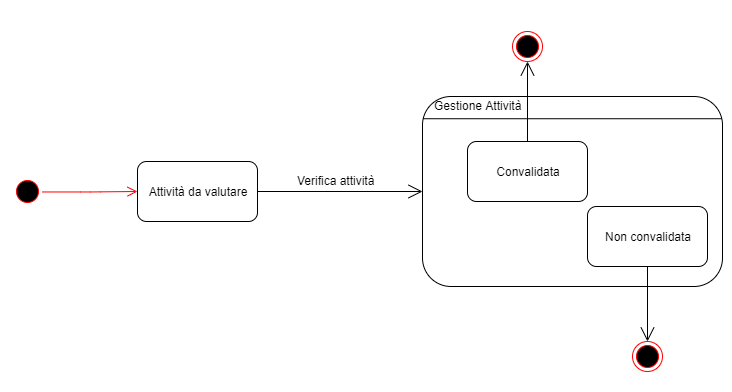 Gestione Attività
Convalidata
Verifica attività
Attività da valutare
Non convalidata